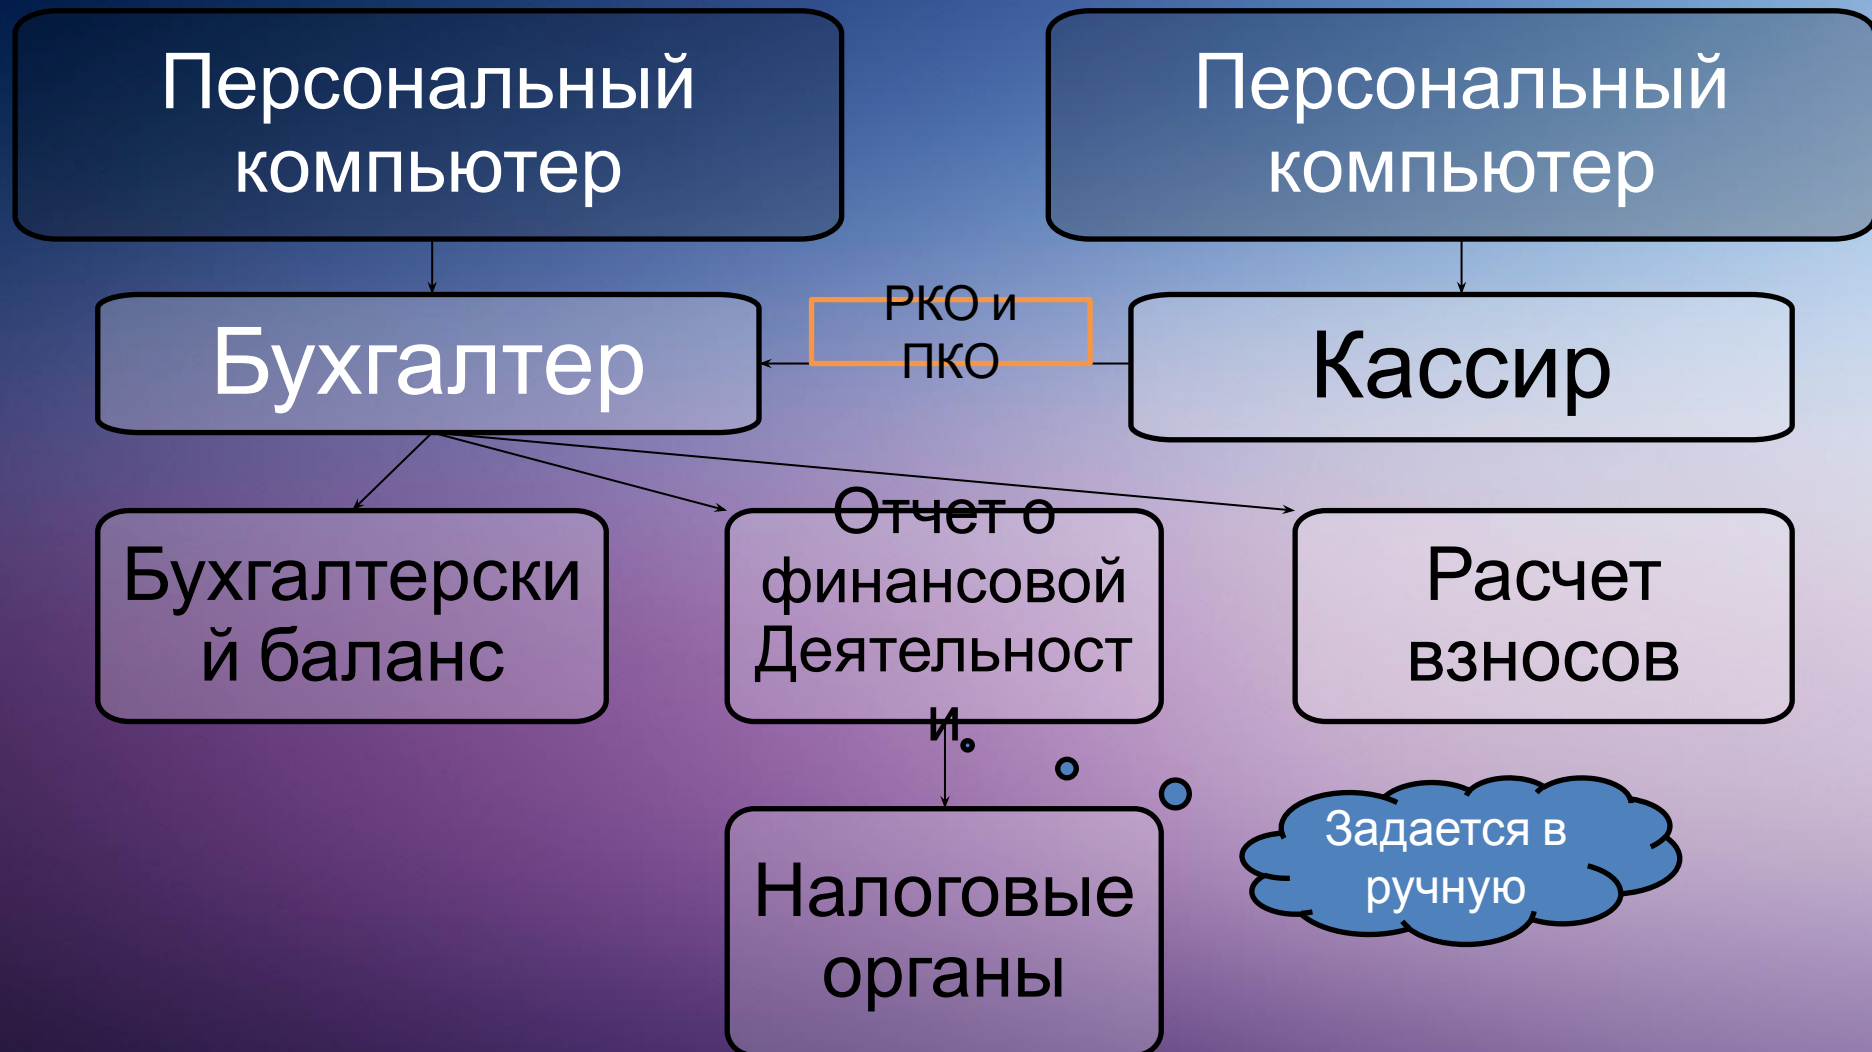 Персональный
компьютер
Персональный
компьютер
РКО и
ПКО
Бухгалтер
Кассир
Бухгалтерски
й баланс
Отчет о
финансовой
Деятельност
и.
Расчет
взносов
Налоговые
органы
Задается в
ручную